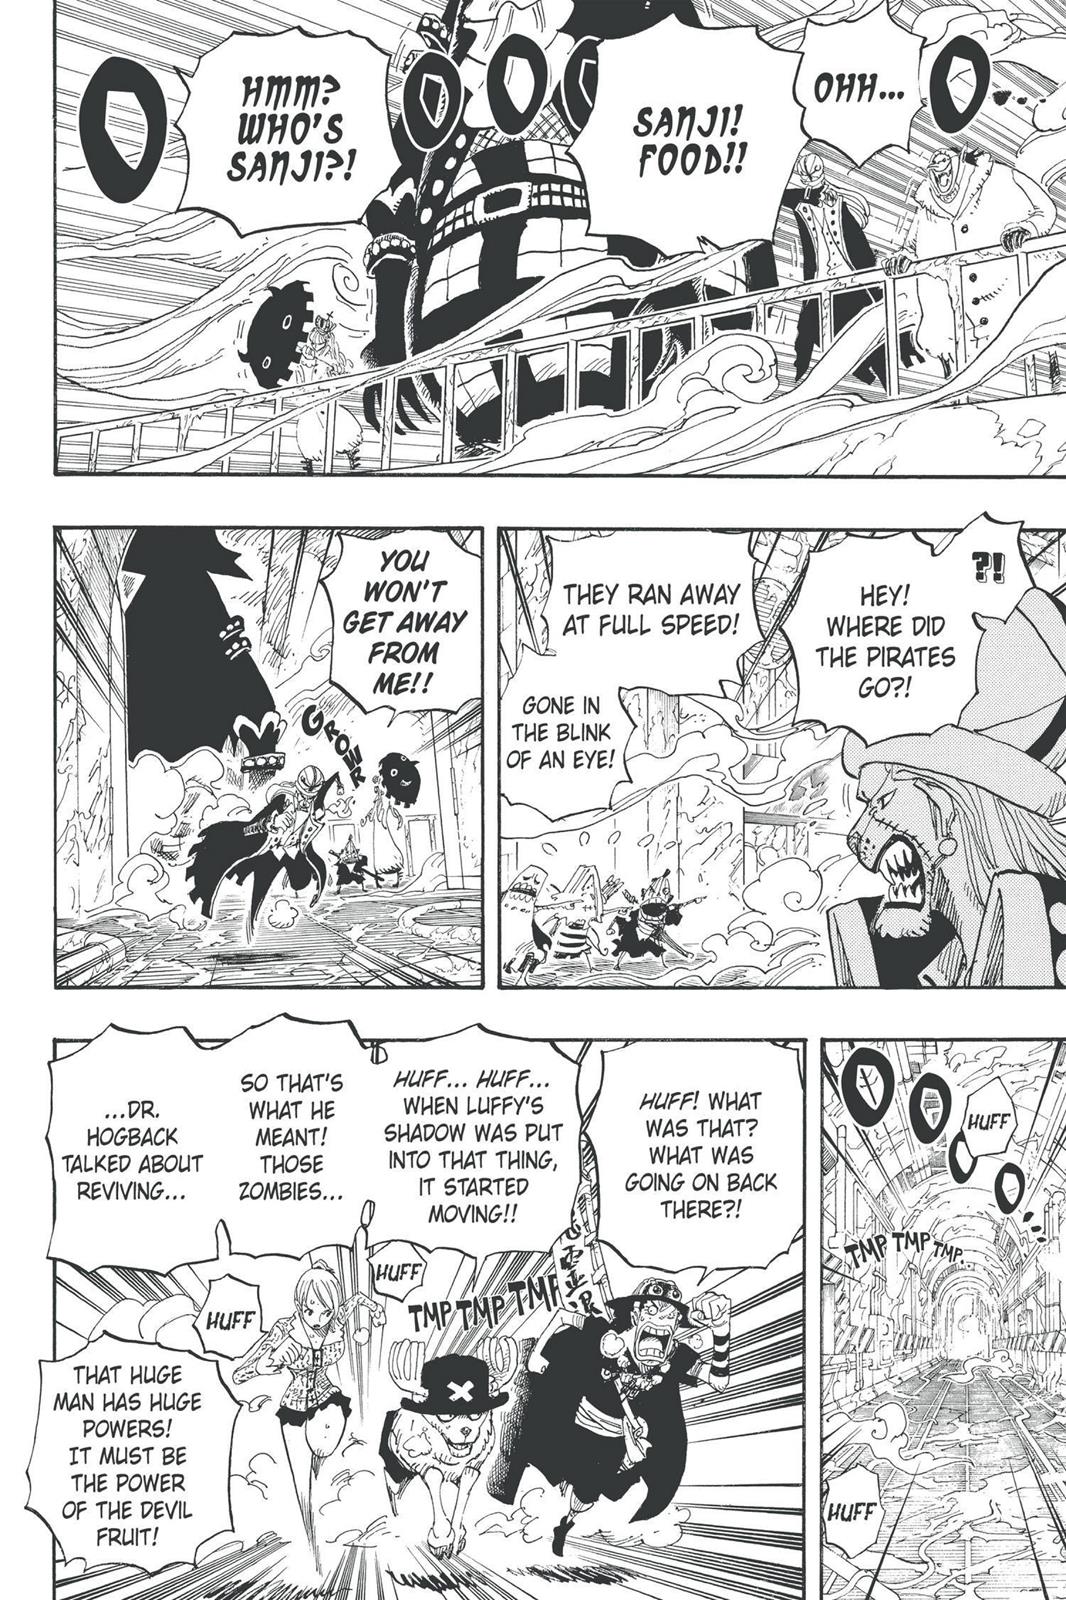 OHH...
SANJI!
FOOD!!
HMM?
WHO'S
SANJI?!
?!
HEY!
WHERE DID
THE PIRATES
GO?!
THEY RAN AWAY
AT FULL SPEED!
GONE IN
THE BLINK
OF AN EYE!
YOU
WON'T
GET AWAY
FROM
ME!!
GROWR
HUFF
TMP TMP TMP
HUFF
HUFF! WHAT
WAS THAT?
WHAT WAS
GOING ON BACK
THERE?!
HUFF... HUFF...
WHEN LUFFY'S
SHADOW WAS PUT
INTO THAT THING,
IT STARTED
MOVING!!
SO THAT'S
WHAT HE
MEANT!
THOSE
ZOMBIES...
...DR.
HOGBACK
TALKED ABOUT
REVIVING...
HUFF
HUFF
TMP TMP TMP
THAT HUGE
MAN HAS HUGE
POWERS!
IT MUST BE
THE POWER
OF THE DEVIL
FRUIT!